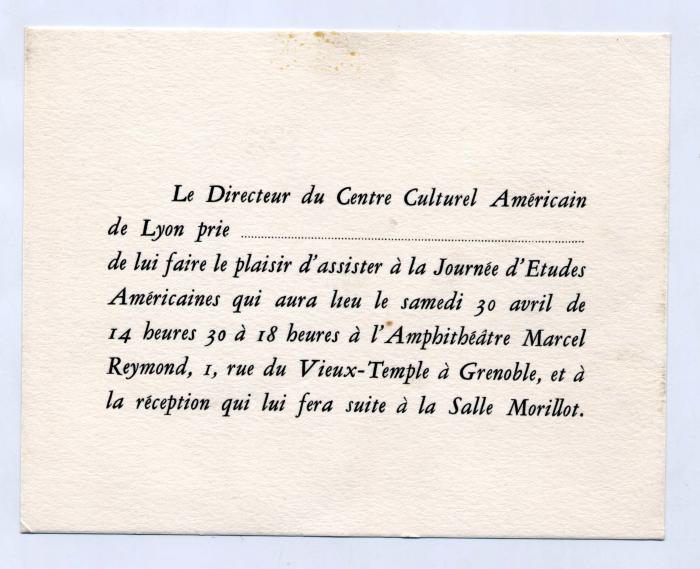 Le Directeur du Centre Culturel Américain
de Lyon prie ..........................................................................
de lui faire le plaisir d'assister à la Journée d'Etudes
Américaines qui aura lieu le samedi 30 avril de
14 heures 30 à 18 heures à l'Amphithéâtre Marcel
Reymond, 1, rue du Vieux-Temple à Grenoble, et à
la réception qui lui fera suite à la Salle Morillot.